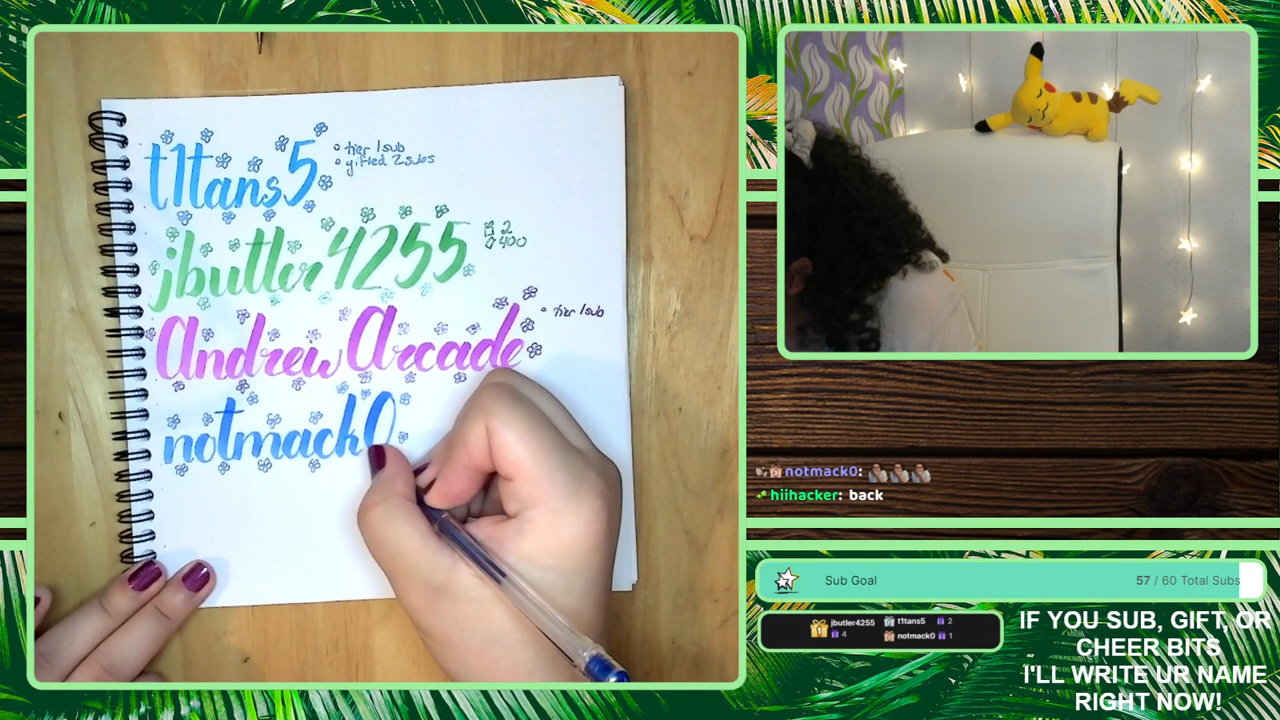 t1tans5
° tier 1 sub
° gifted 2 subs
jbutler4255
2
400
AndrewArcade
° tier 1 sub
notmack0
notmack0:
hiihacker: back
Sub Goal
57 / 60 Total Subs
jbutler4255
4
t1tans5 2
notmack0 1
1
IF YOU SUB, GIFT, OR
CHEER BITS
I'LL WRITE UR NAME
RIGHT NOW!